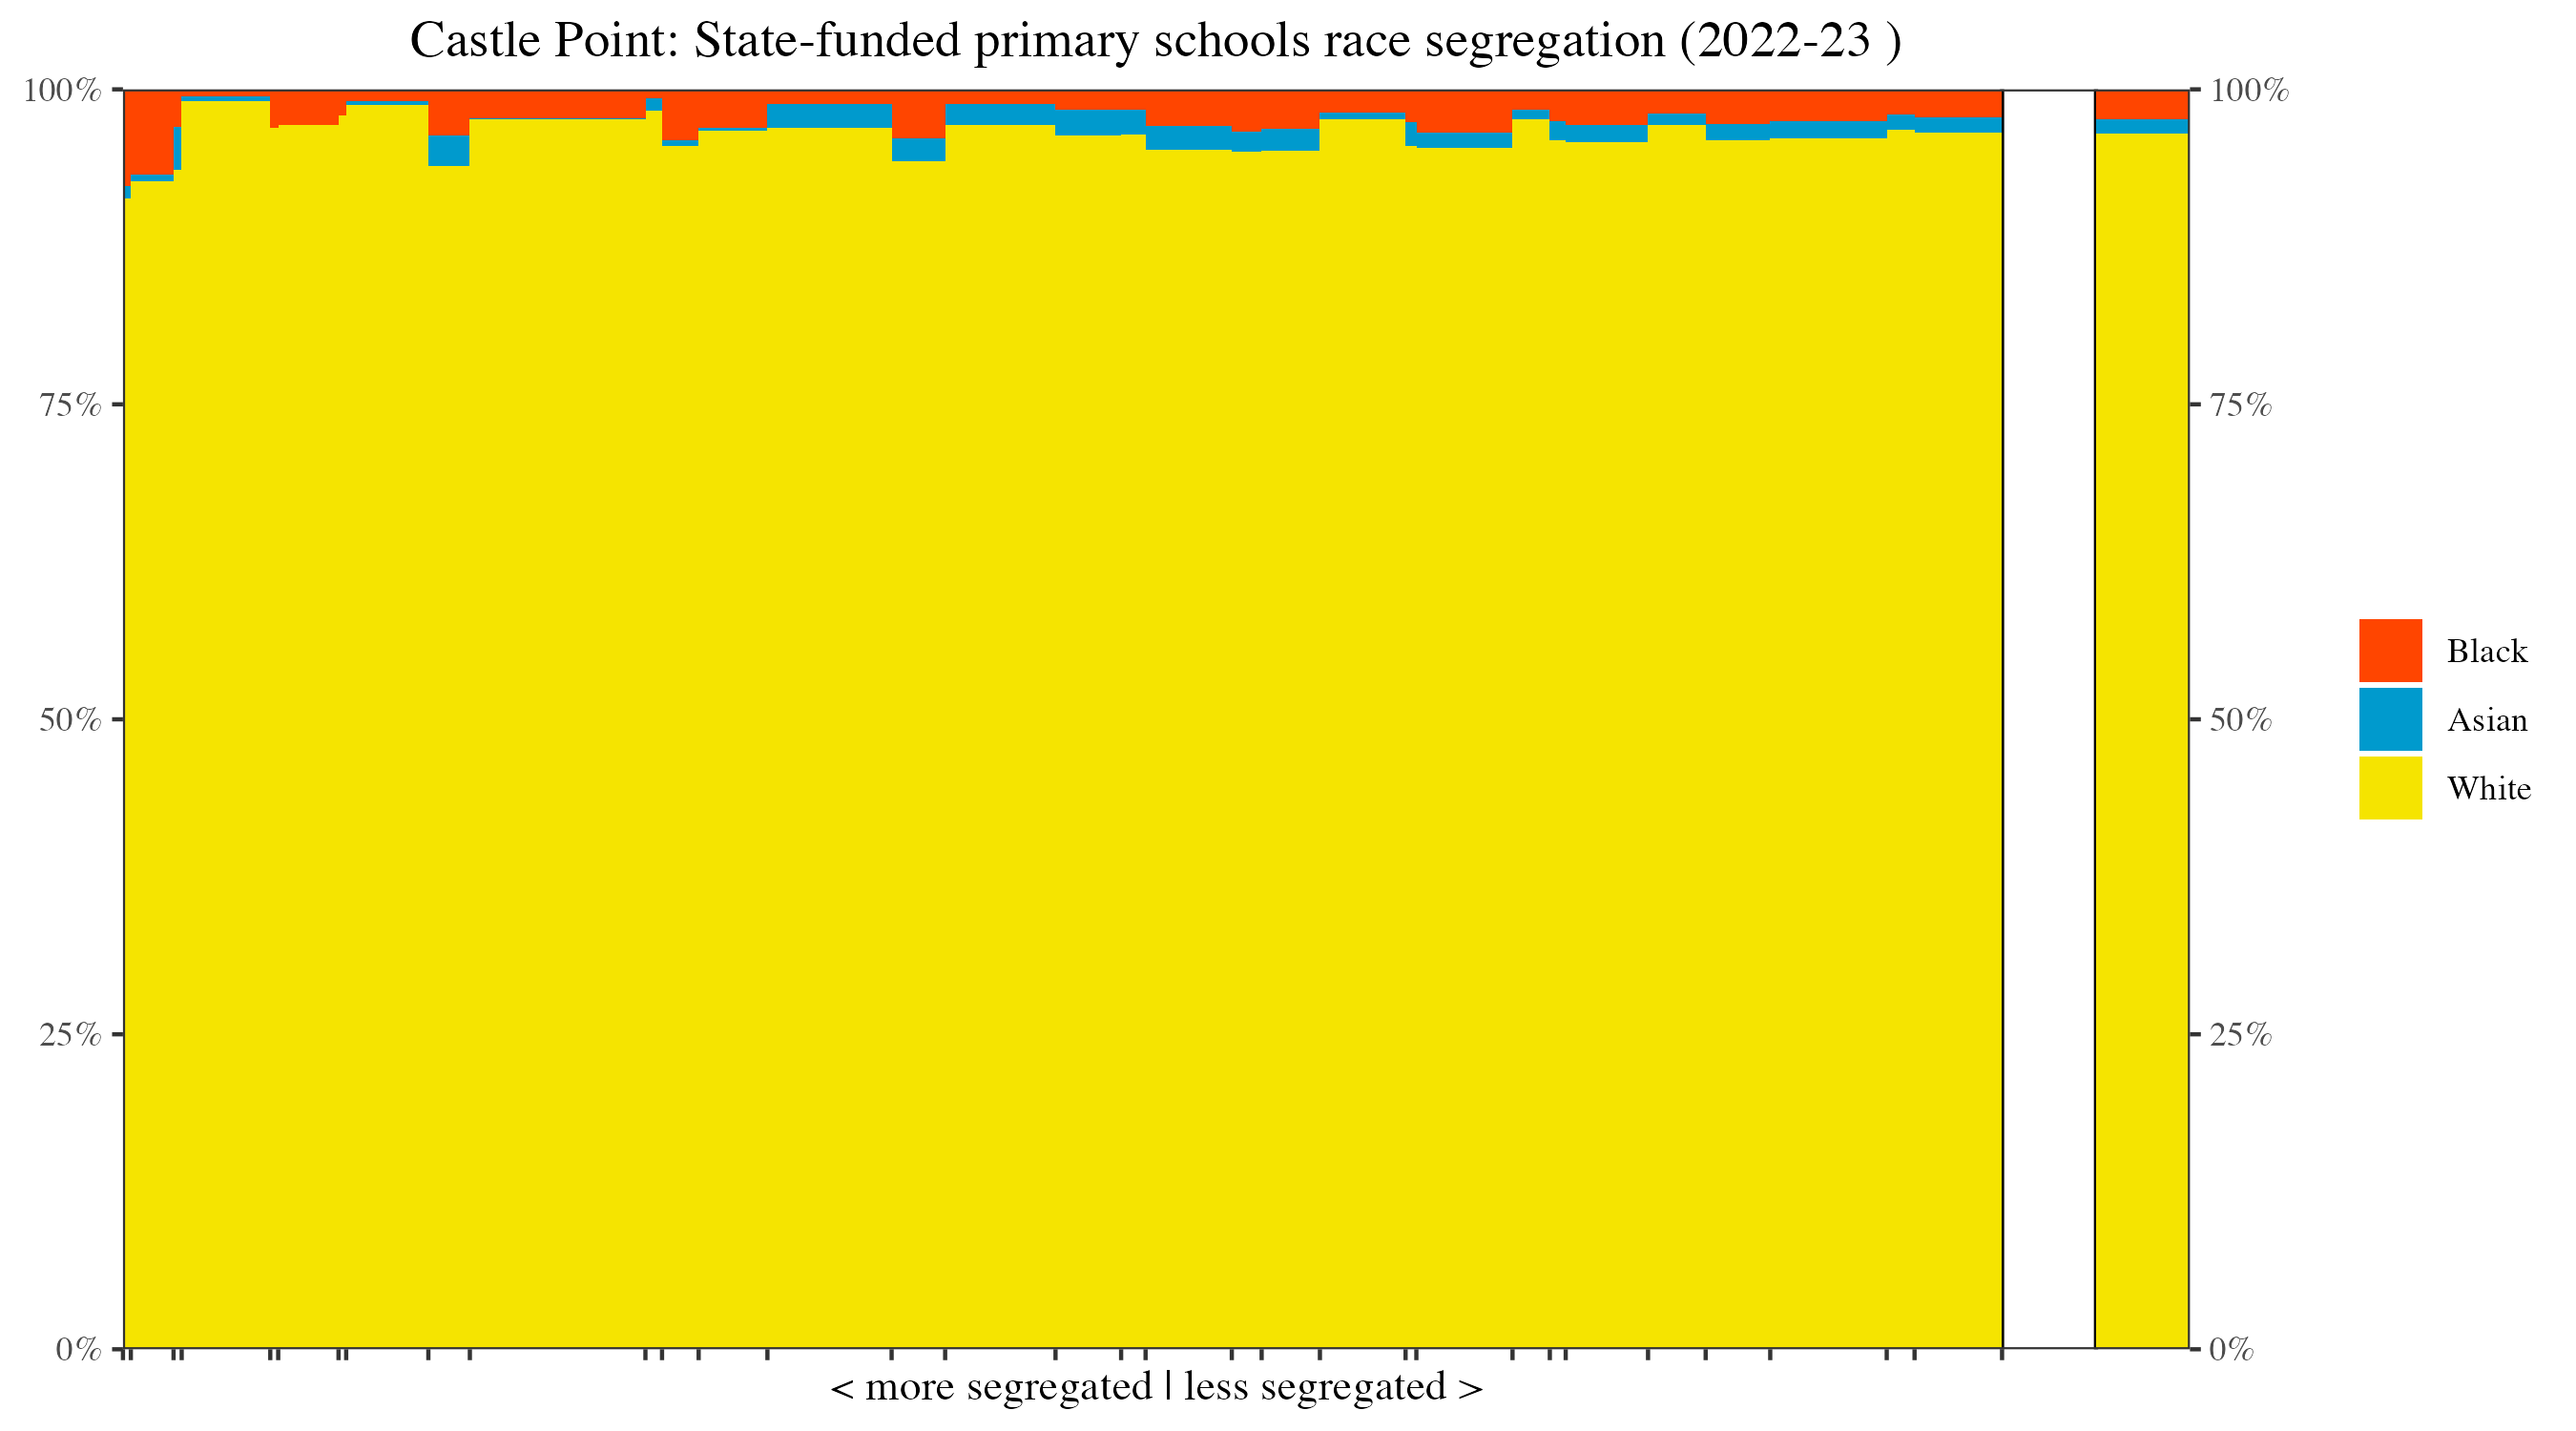 Castle Point: State-funded primary schools race segregation (2022-23 )
100%
75%
50%
25%
0%
100%
75%
50%
25%
0%
Black
Asian
White
< more segregated | less segregated >